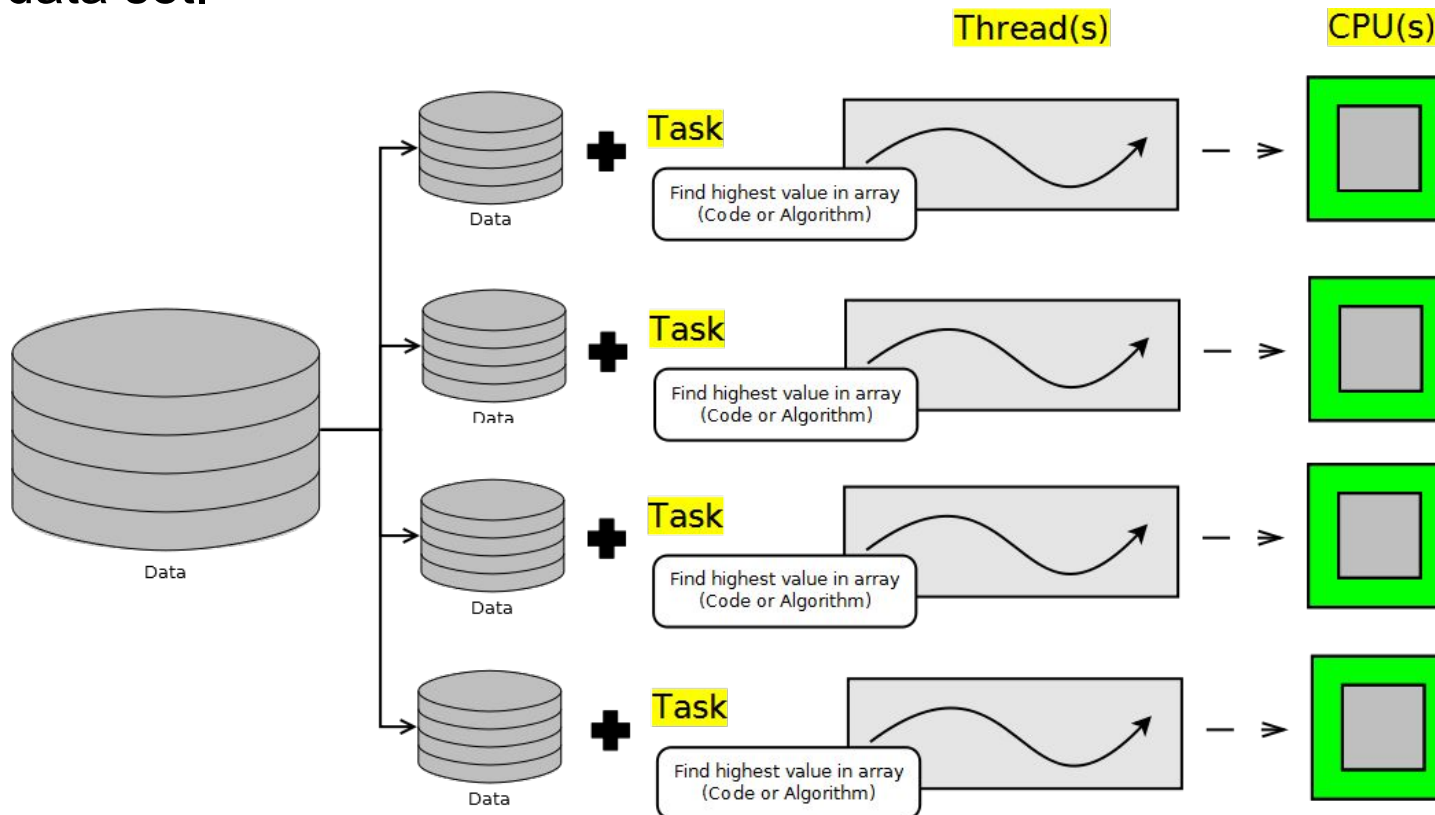 data set.
Thread(s)
CPU(s)
Task
Find highest value in array
(Code or Algorithm)
Data
Task
Find highest value in array
(Code or Algorithm)
Data
Data
Task
Find highest value in array
(Code or Algorithm)
Data
Task
Find highest value in array
(Code or Algorithm)
Data